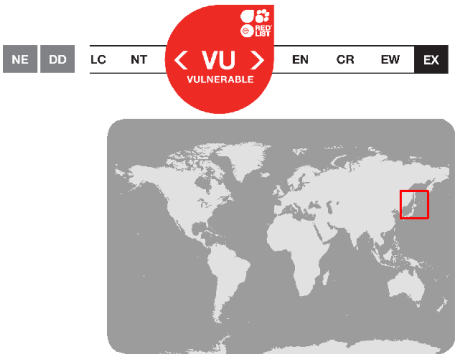 RED
LIST
NE DD LC NT < VU > EN CR EW EX
VULNERABLE